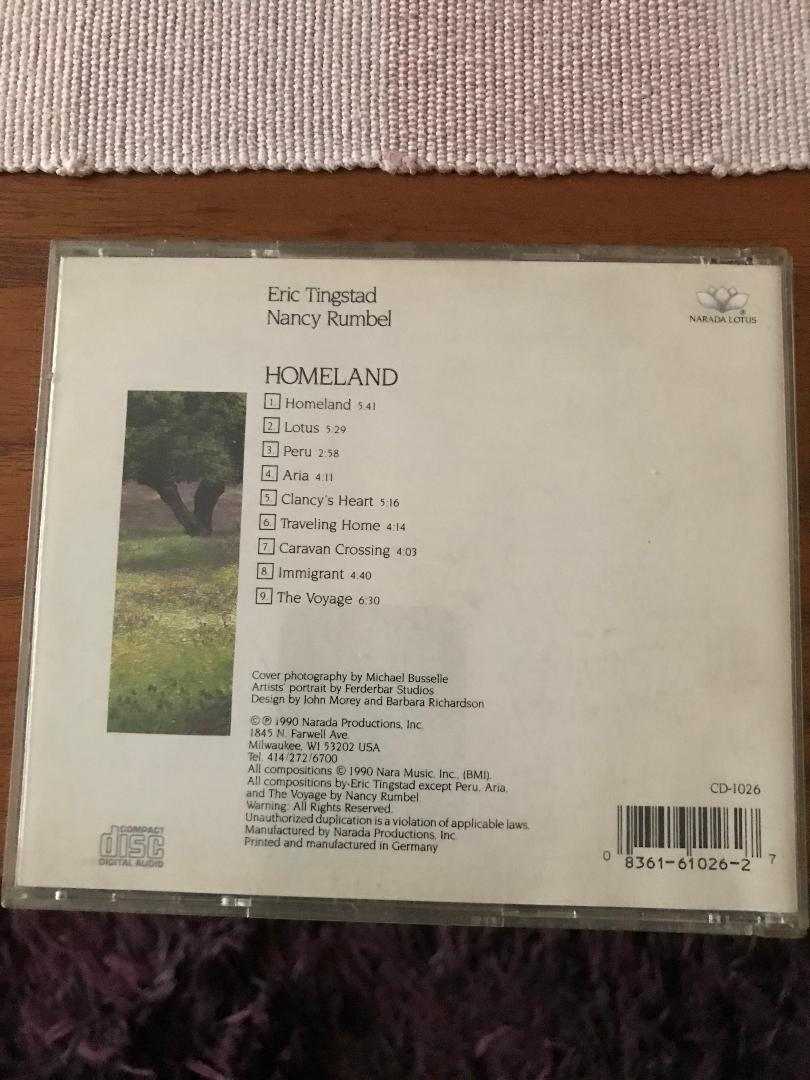 Eric Tingstad
Nancy Rumbel
NARADA LOTUS
®
HOMELAND
1. Homeland 5:41
2. Lotus 5:29
3. Peru 2:58
4. Aria 4:11
5. Clancy's Heart 5:16
6. Traveling Home 4:14
7. Caravan Crossing 4:03
8. Immigrant 4:40
9. The Voyage 6:30
Cover photography by Michael Busselle
Artists' portrait by Ferderbar Studios
Design by John Morey and Barbara Richardson
© ℗ 1990 Narada Productions, Inc.
1845 N. Farwell Ave.
Milwaukee, WI 53202 USA
Tel. 414/272/6700
All compositions © 1990 Nara Music, Inc., (BMI).
All compositions by Eric Tingstad except Peru, Aria,
and The Voyage by Nancy Rumbel
Warning: All Rights Reserved.
Unauthorized duplication is a violation of applicable laws.
Manufactured by Narada Productions, Inc.
Printed and manufactured in Germany
COMPACT
disc
DIGITAL AUDIO
CD-1026
0 8361-61026-2 7